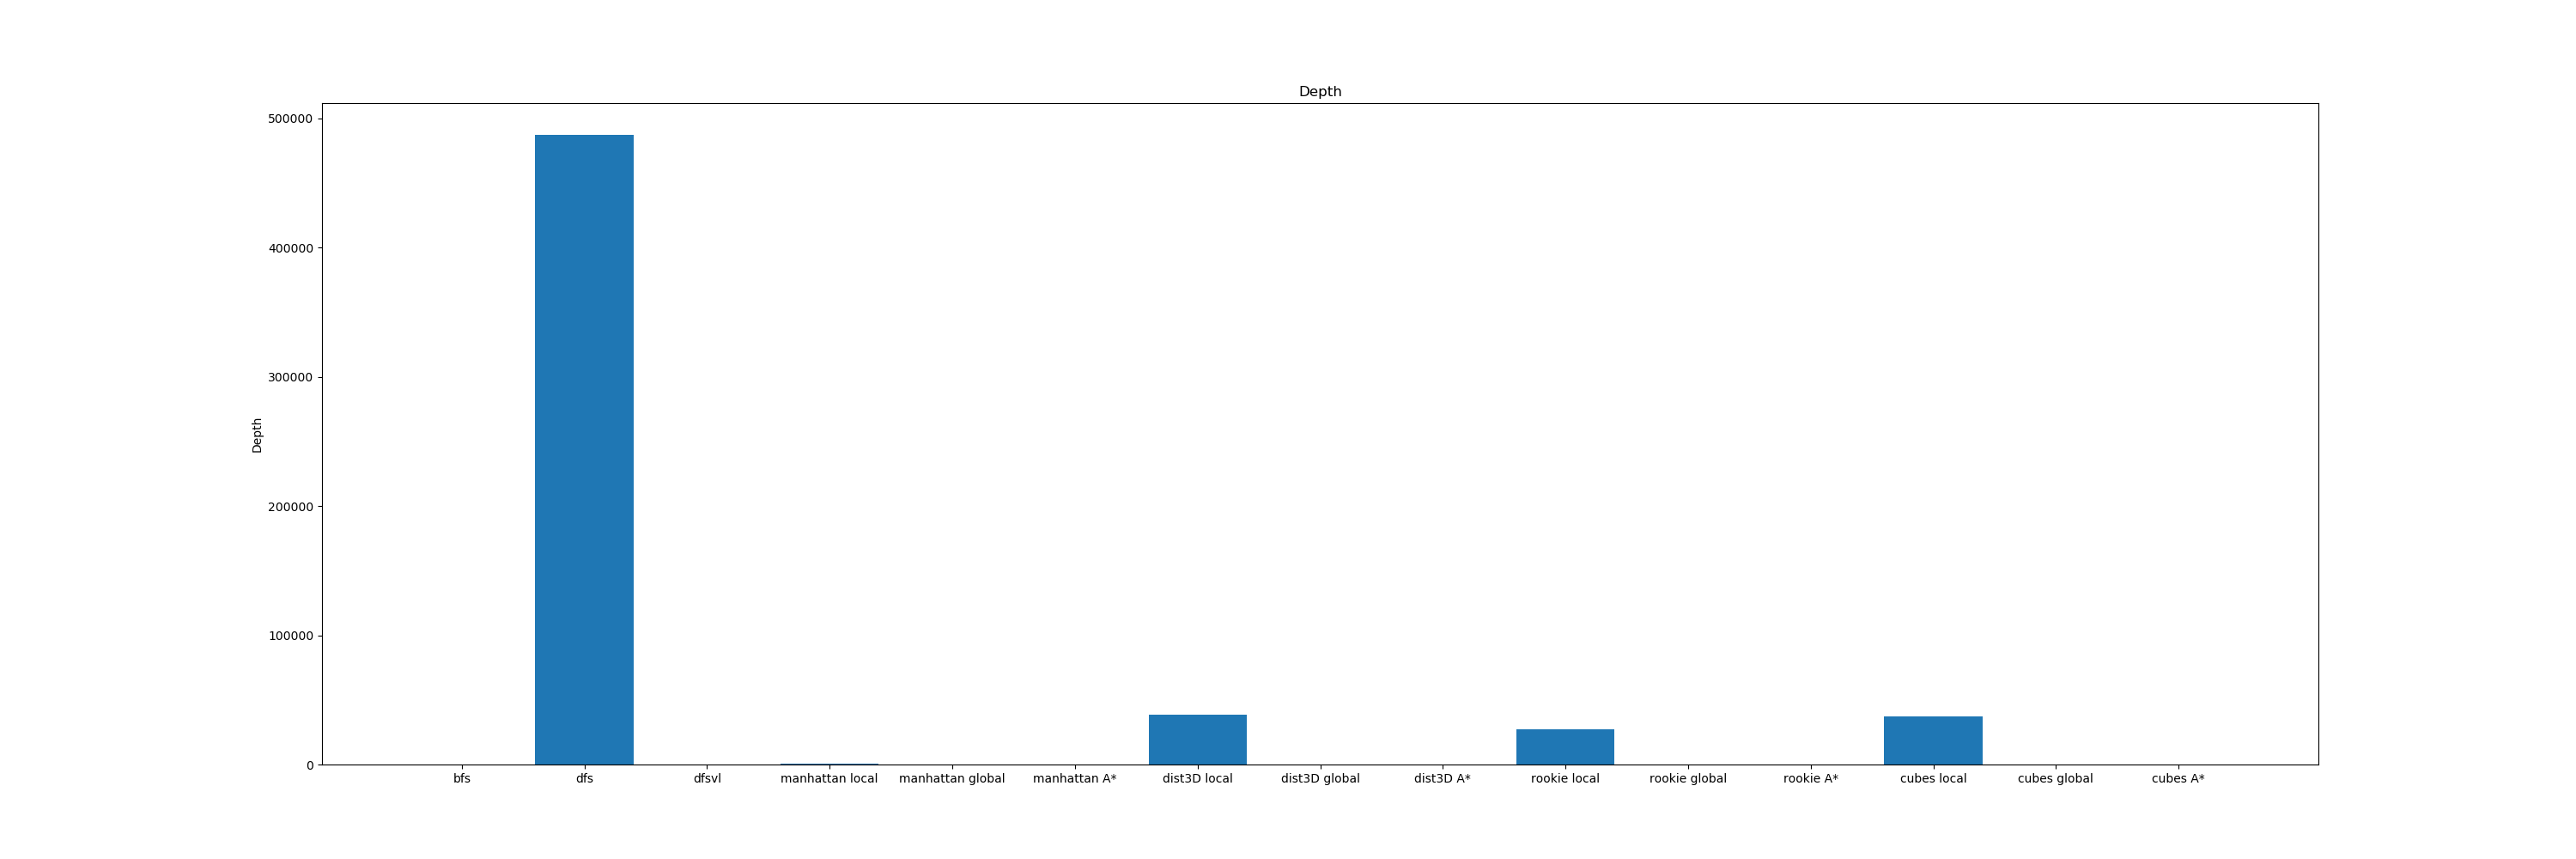 Depth
500000
400000
300000
200000
100000
0
Depth
bfs dfs dfsvl manhattan local manhattan global manhattan A* dist3D local dist3D global dist3D A* rookie local rookie global rookie A* cubes local cubes global cubes A*